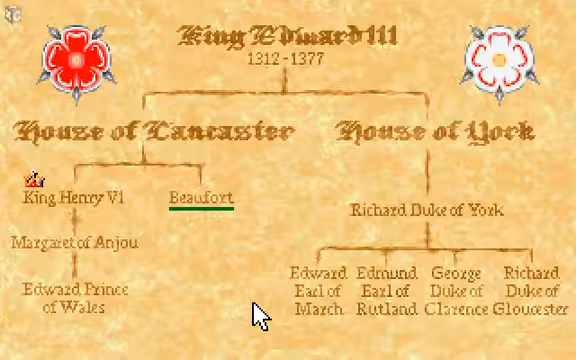 King Edward III
1312-1377
House of Lancaster
House of York
King Henry VI
Beaufort
Margaret of Anjou
Edward Prince
of Wales
Richard Duke of York
Edward
Earl of
March
Edmund
Earl of
Rutland
George
Duke of
Clarence
Richard
Duke of
Gloucester